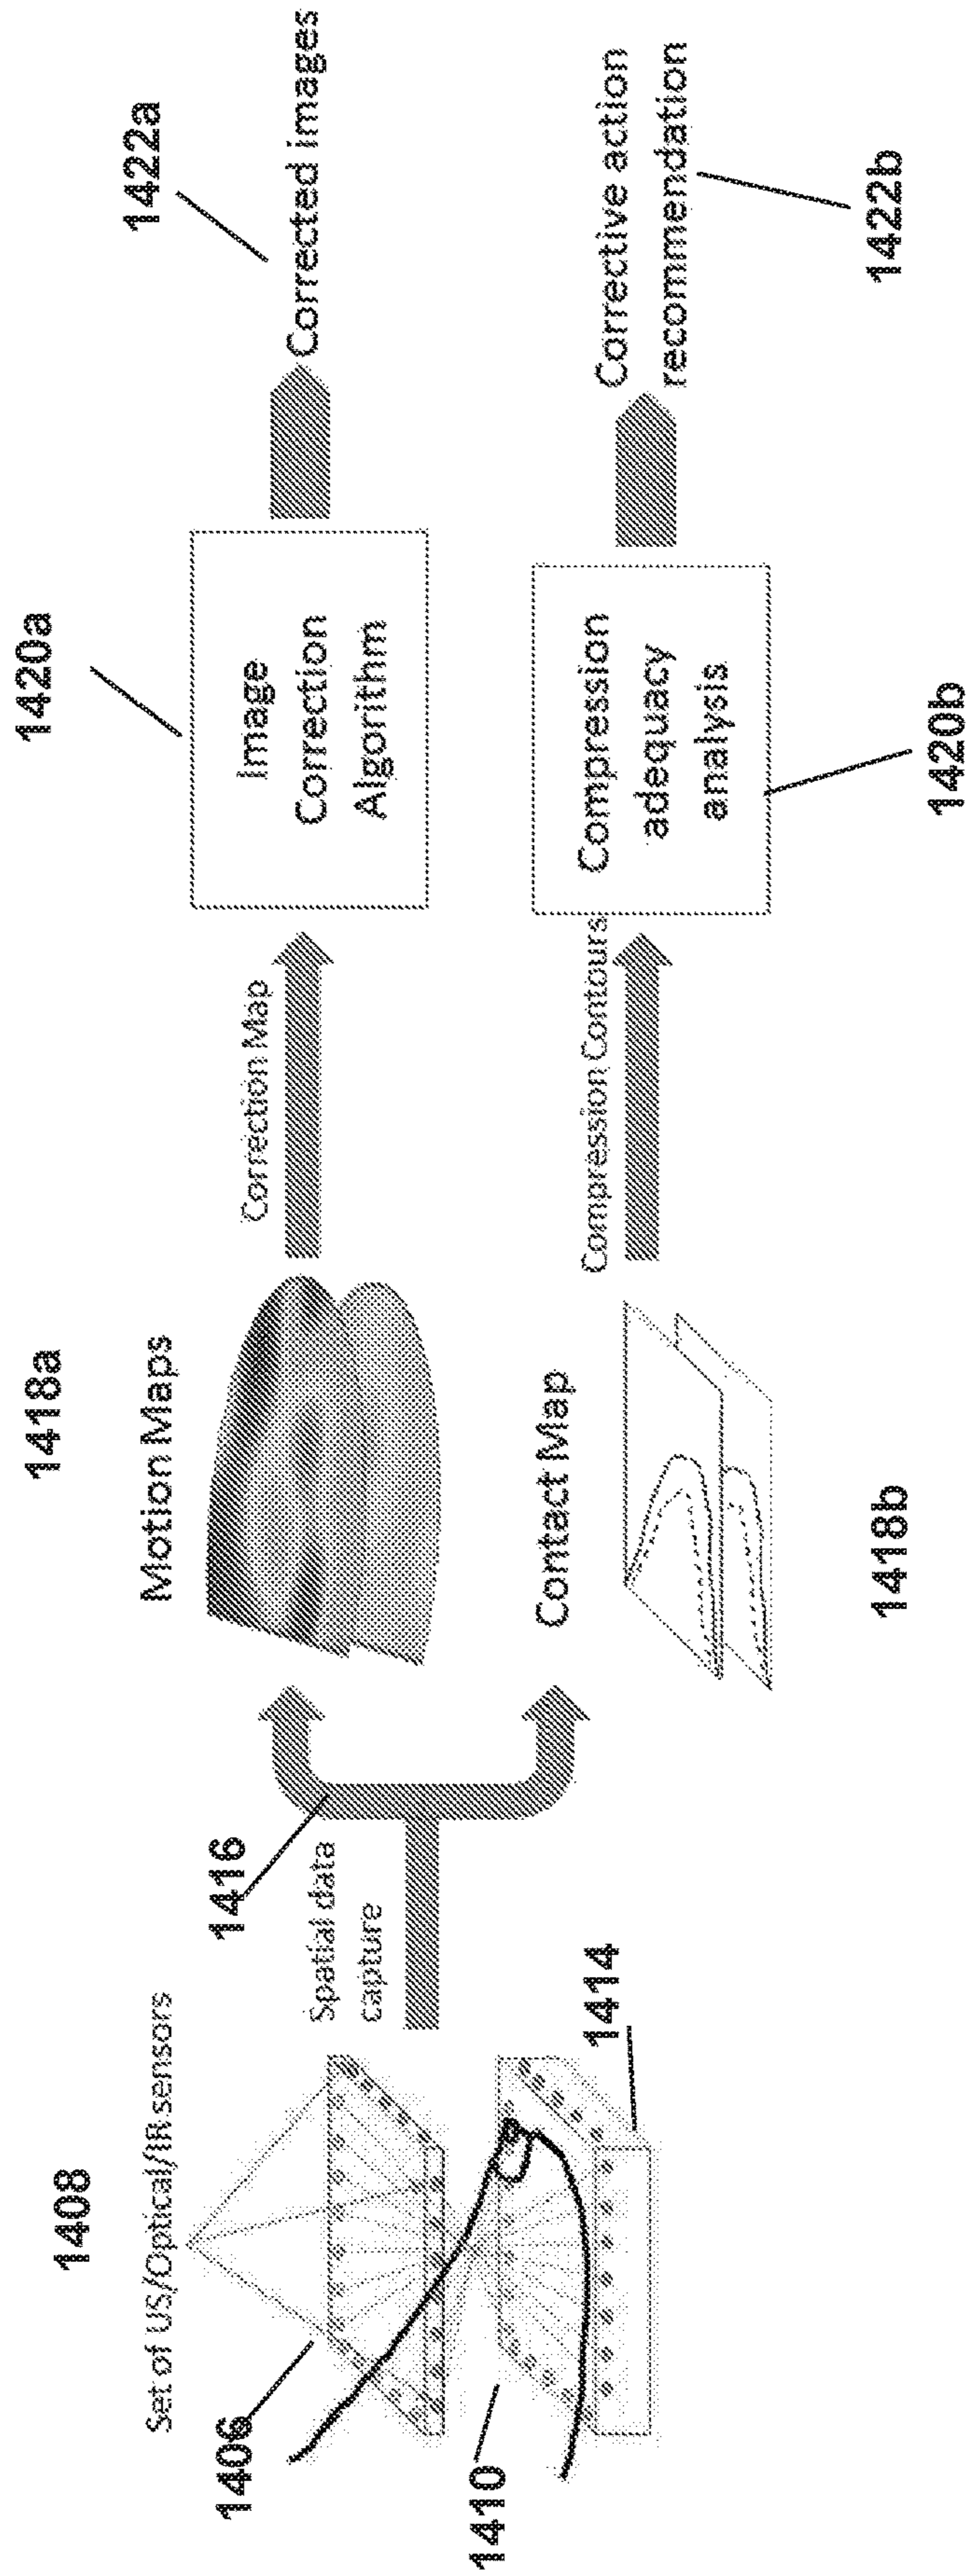 1408
Set of US/Optical/IR sensors
1406
1410
1414
1416
Spatial data
capture
1418a
Motion Maps
Contact Map
1418b
Correction Map
Compression Contours
1420a
Image
Correction
Algorithm
Compression
adequacy
analysis
1420b
1422a
Corrected images
Corrective action
recommendation
1422b